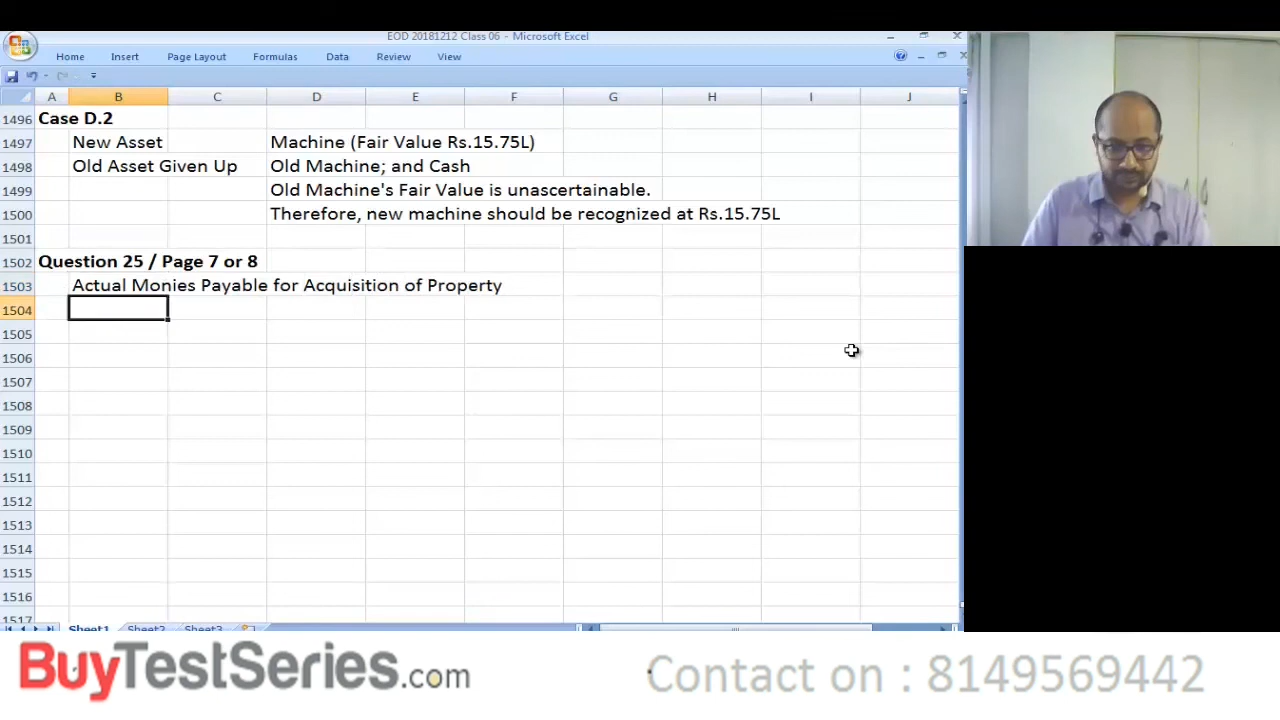 EOD 20181212 Class 06 - Microsoft Excel
Home Insert Page Layout Formulas Data Review View
A B C D E F G H I J
1496 Case D.2
1497 New Asset Machine (Fair Value Rs.15.75L)
1498 Old Asset Given Up Old Machine; and Cash
1499 Old Machine's Fair Value is unascertainable.
1500 Therefore, new machine should be recognized at Rs.15.75L
1501
1502 Question 25 / Page 7 or 8
1503 Actual Monies Payable for Acquisition of Property
1504
1505
1506
1507
1508
1509
1510
1511
1512
1513
1514
1515
1516
1517
Sheet1 Sheet2 Sheet3
BuyTestSeries.com Contact on : 8149569442